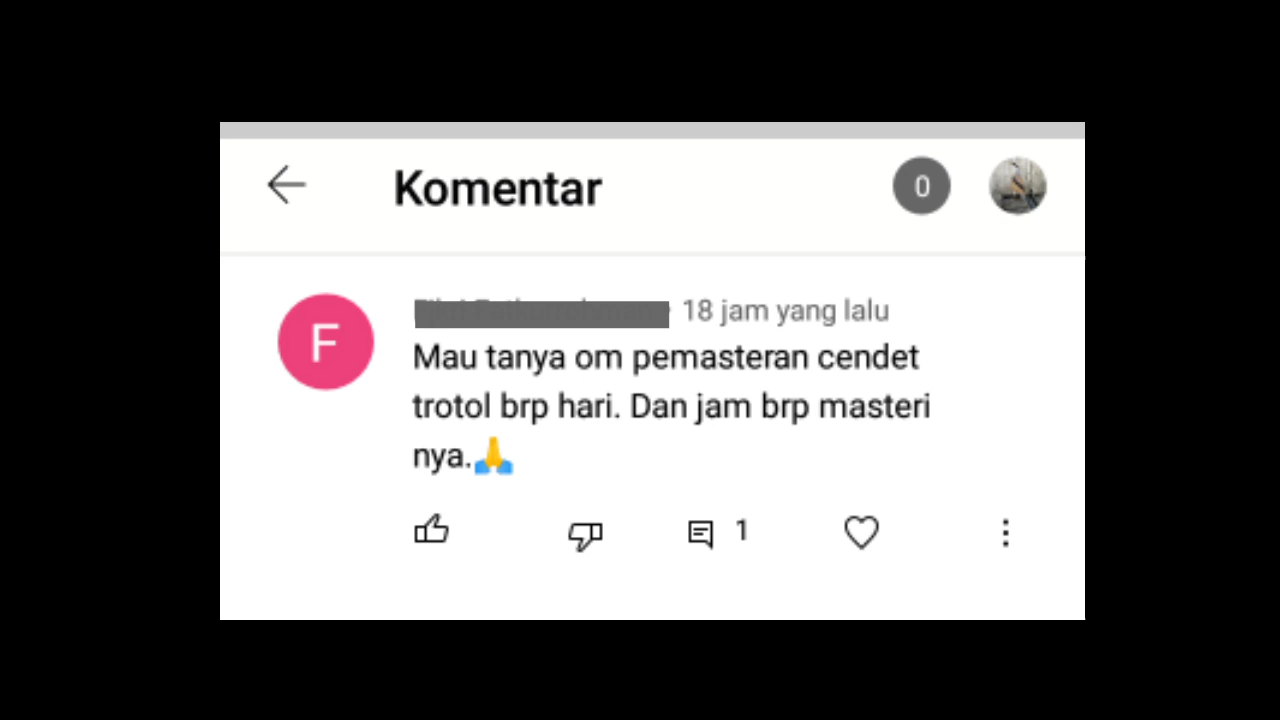 Komentar
0
F
18 jam yang lalu
Mau tanya om pemasteran cendet
trotol brp hari. Dan jam brp masteri
nya.🙏
1